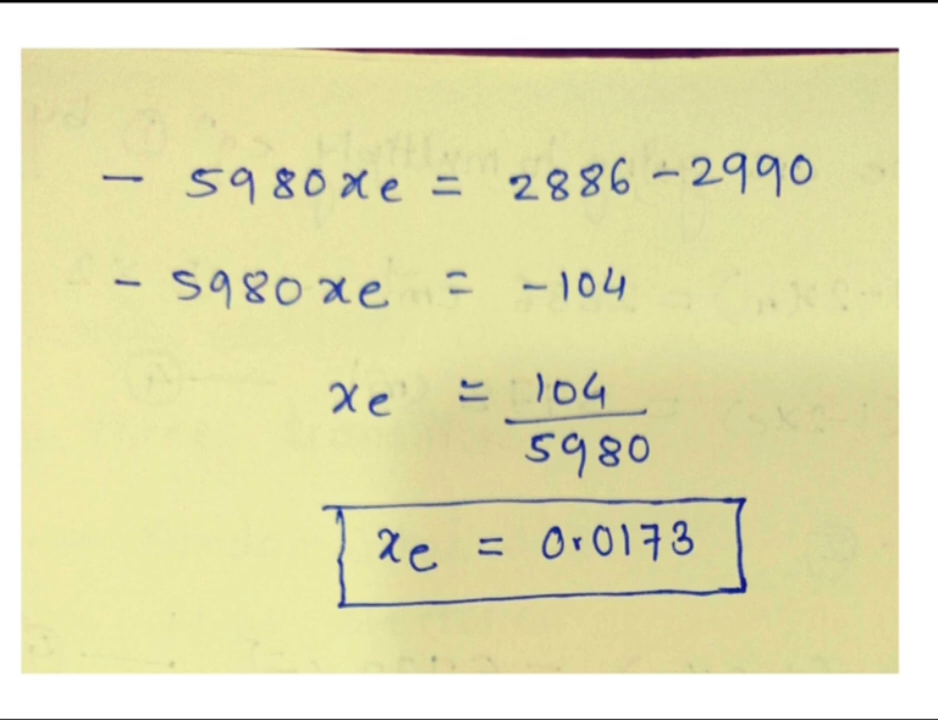 - 5980xe = 2886-2990
- 5980xe = -104
xe = 104
5980
xe = 0.0173